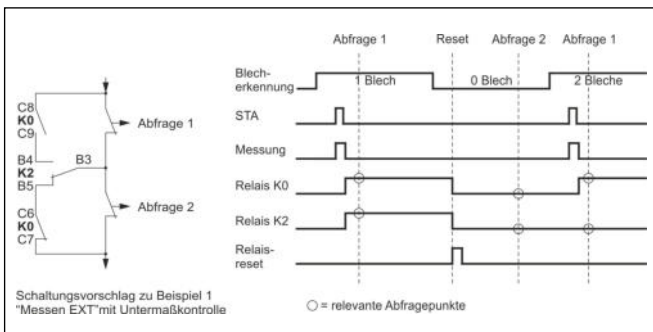 Abfrage 1 Reset Abfrage 2 Abfrage 1
Blech-
erkennung
1 Blech 0 Blech 2 Bleche
STA
Messung
Relais K0
Relais K2
Relais-
reset
C8
K0
C9
Abfrage 1
B4
K2
B5
B3
Abfrage 2
C6
K0
C7
Schaltungsvorschlag zu Beispiel 1
"Messen EXT"mit Untermaßkontrolle
= relevante Abfragepunkte